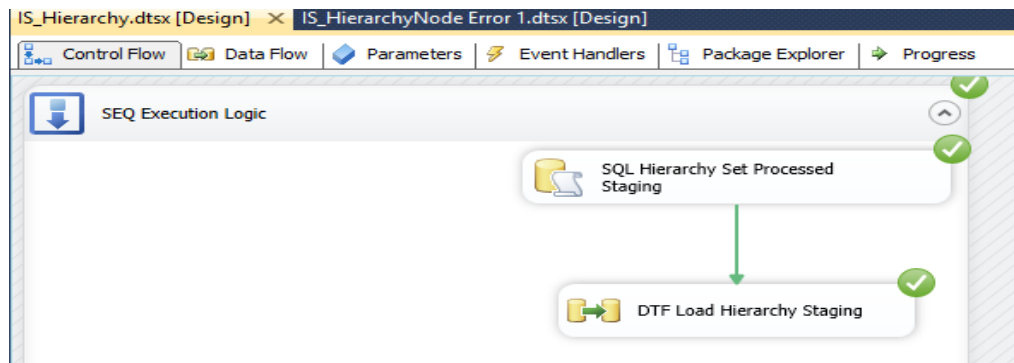 IS_Hierarchy.dtsx [Design] IS_HierarchyNode Error 1.dtsx [Design]
Control Flow Data Flow Parameters Event Handlers Package Explorer Progress
SEQ Execution Logic
SQL Hierarchy Set Processed
Staging
DTF Load Hierarchy Staging